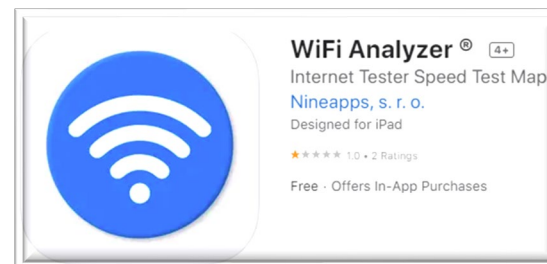 WiFi Analyzer ® 4+
Internet Tester Speed Test Map
Nineapps, s. r. o.
Designed for iPad
1.0 • 2 Ratings
Free · Offers In-App Purchases